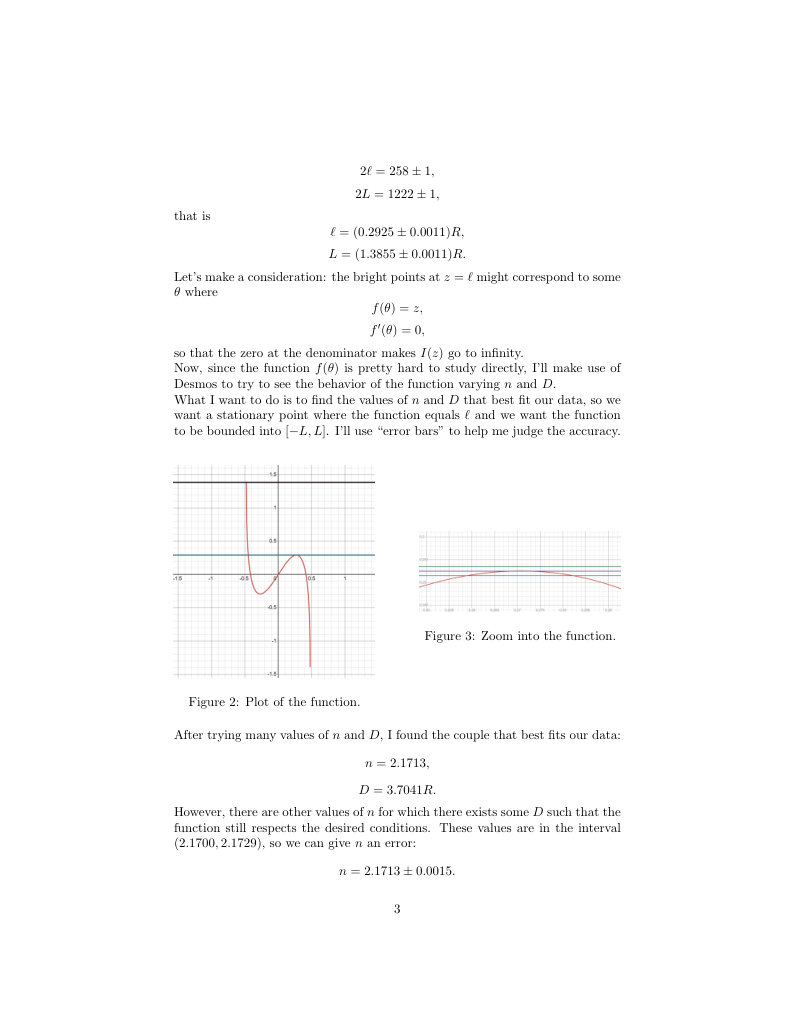 2ℓ = 258 ± 1,
2L = 1222 ± 1,
that is
ℓ = (0.2925 ± 0.0011)R,
L = (1.3855 ± 0.0011)R.
Let's make a consideration: the bright points at z = ℓ might correspond to some
θ where
f(θ) = z,
f′(θ) = 0,
so that the zero at the denominator makes I(z) go to infinity.
Now, since the function f(θ) is pretty hard to study directly, I'll make use of
Desmos to try to see the behavior of the function varying n and D.
What I want to do is to find the values of n and D that best fit our data, so we
want a stationary point where the function equals ℓ and we want the function
to be bounded into [−L, L]. I'll use “error bars” to help me judge the accuracy.
1.5
1
0.5
-1.5 -1 -0.5 0 0.5 1
-0.5
-1
-1.5
Figure 3: Zoom into the function.
Figure 2: Plot of the function.
After trying many values of n and D, I found the couple that best fits our data:
n = 2.1713,
D = 3.7041R.
However, there are other values of n for which there exists some D such that the
function still respects the desired conditions. These values are in the interval
(2.1700, 2.1729), so we can give n an error:
n = 2.1713 ± 0.0015.
3